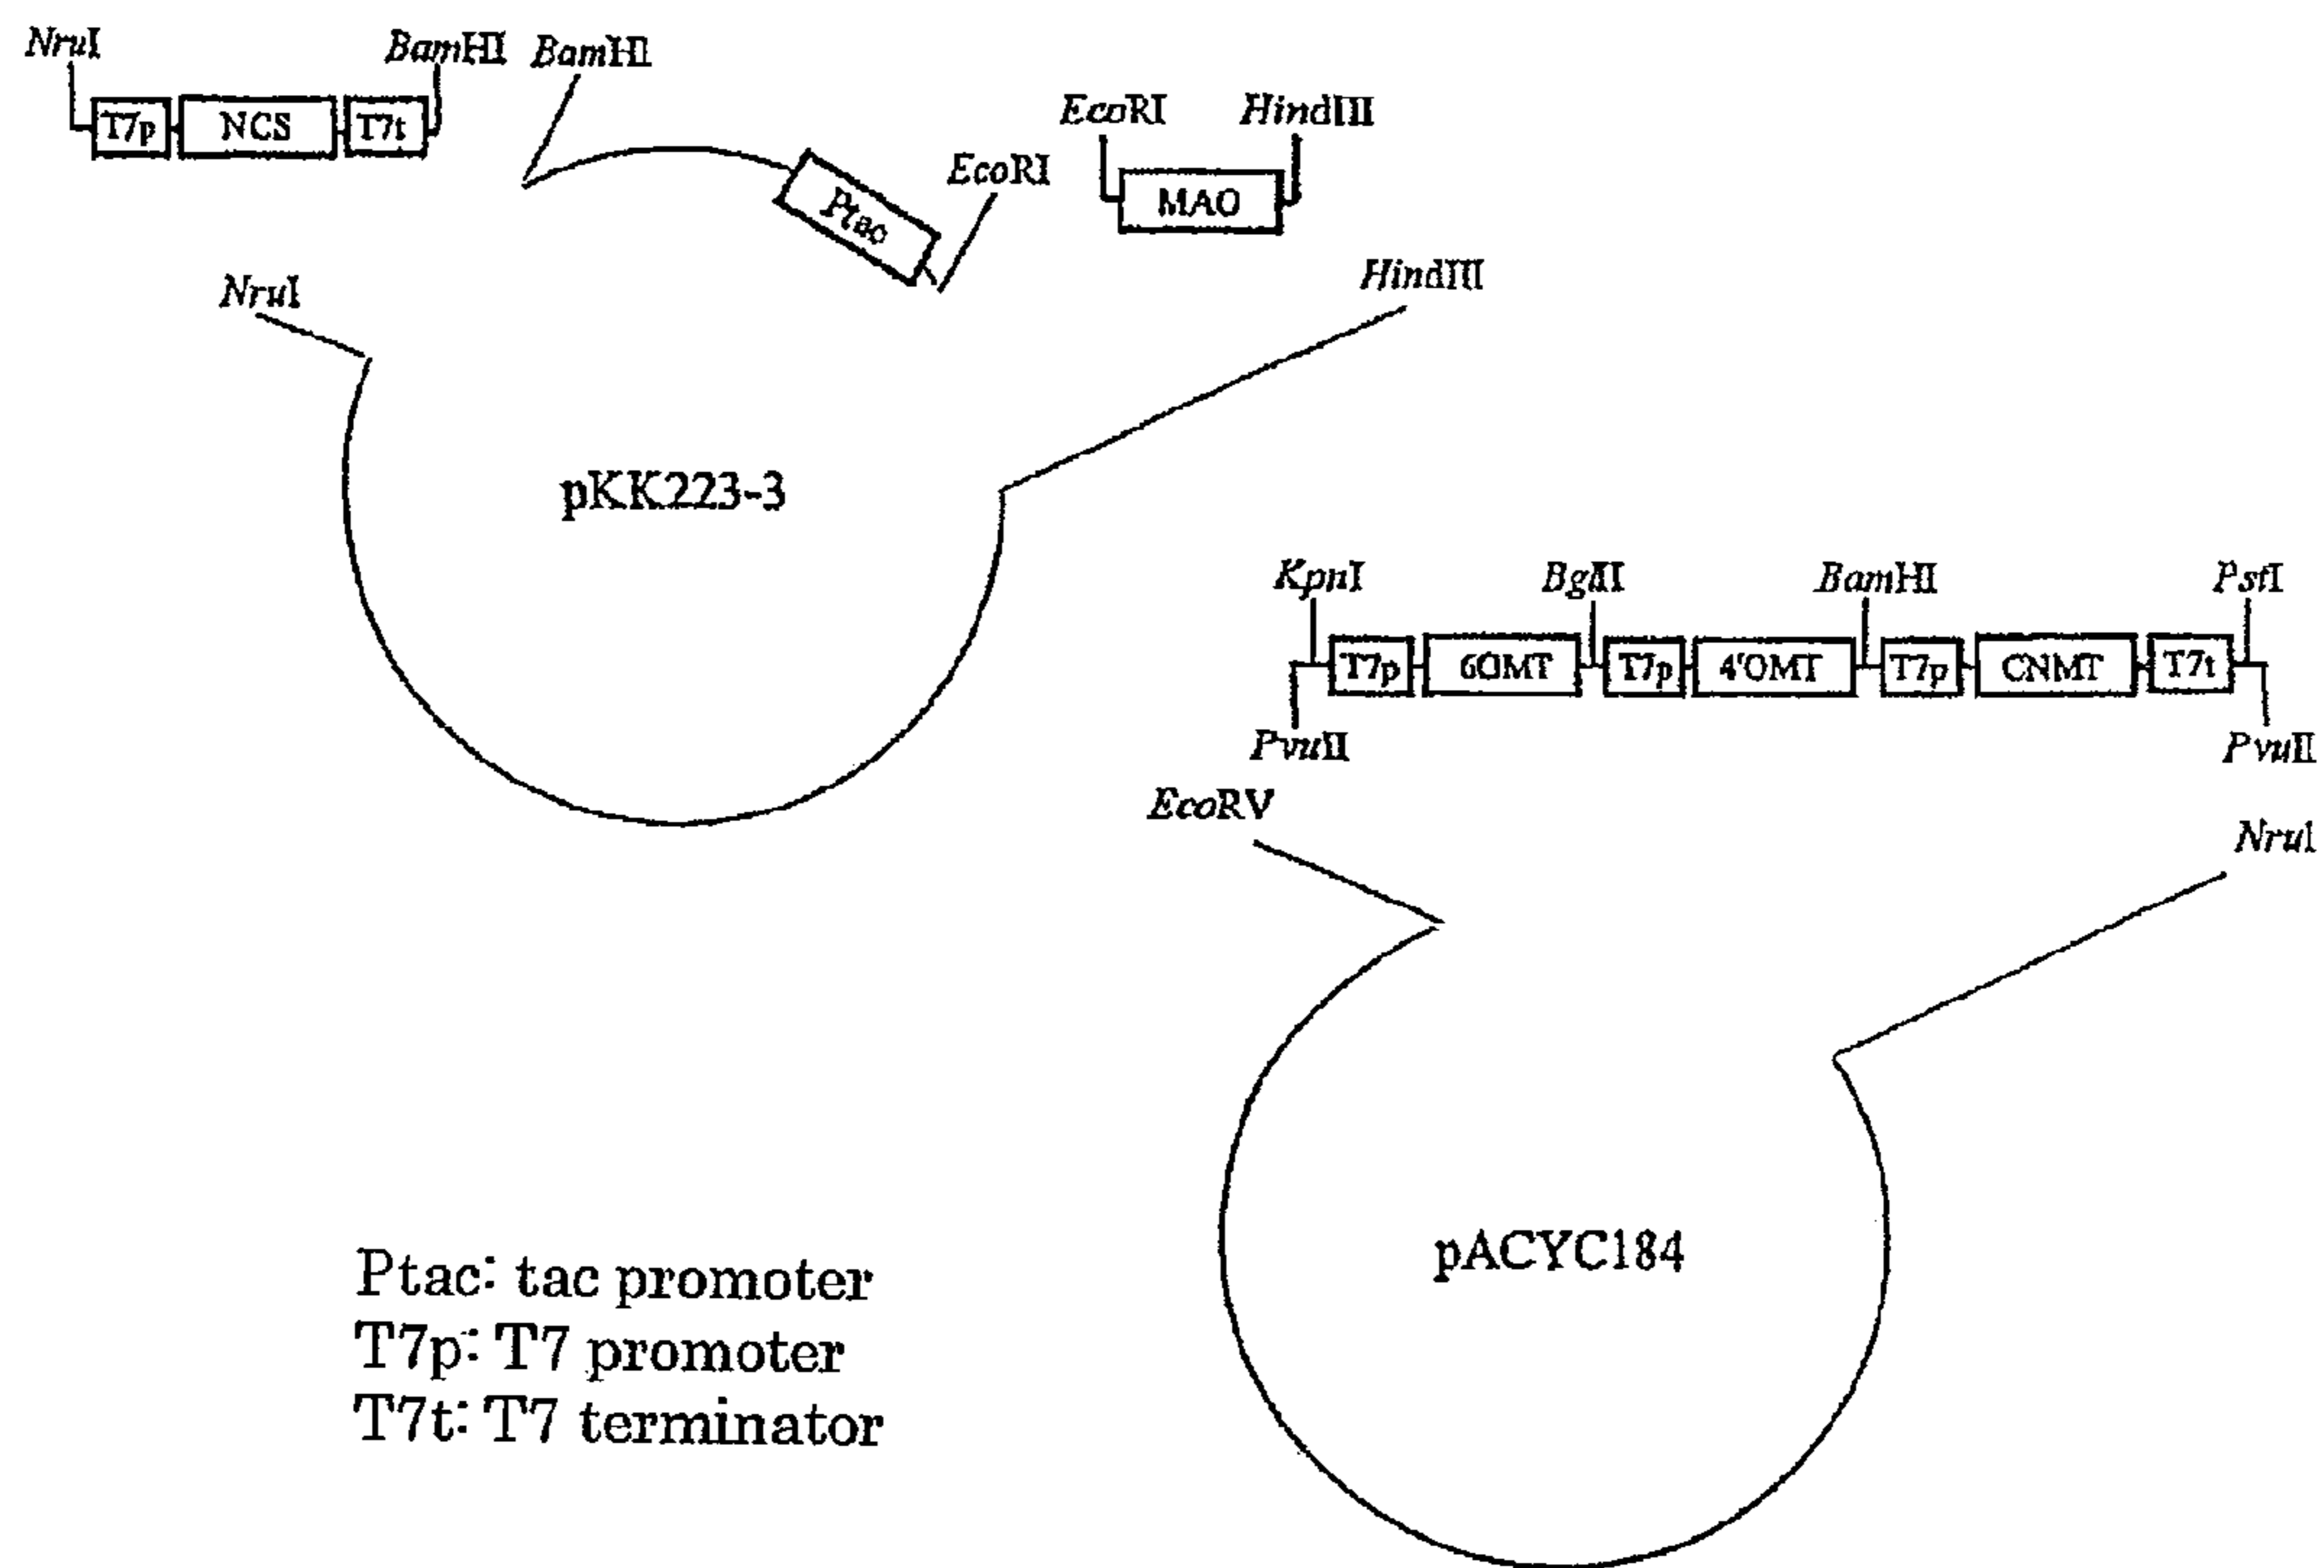 NruI
BamHI
BamHI
T7p
NCS
T7t
EcoRI
HindIII
MAO
Ptac
EcoRI
NruI
HindIII
pKK223-3
KpnI
BglII
BamHI
PstI
T7p
6OMT
T7p
4'OMT
T7p
CNMT
T7t
PvuII
PvuII
EcoRV
NruI
pACYC184
Ptac: tac promoter
T7p: T7 promoter
T7t: T7 terminator